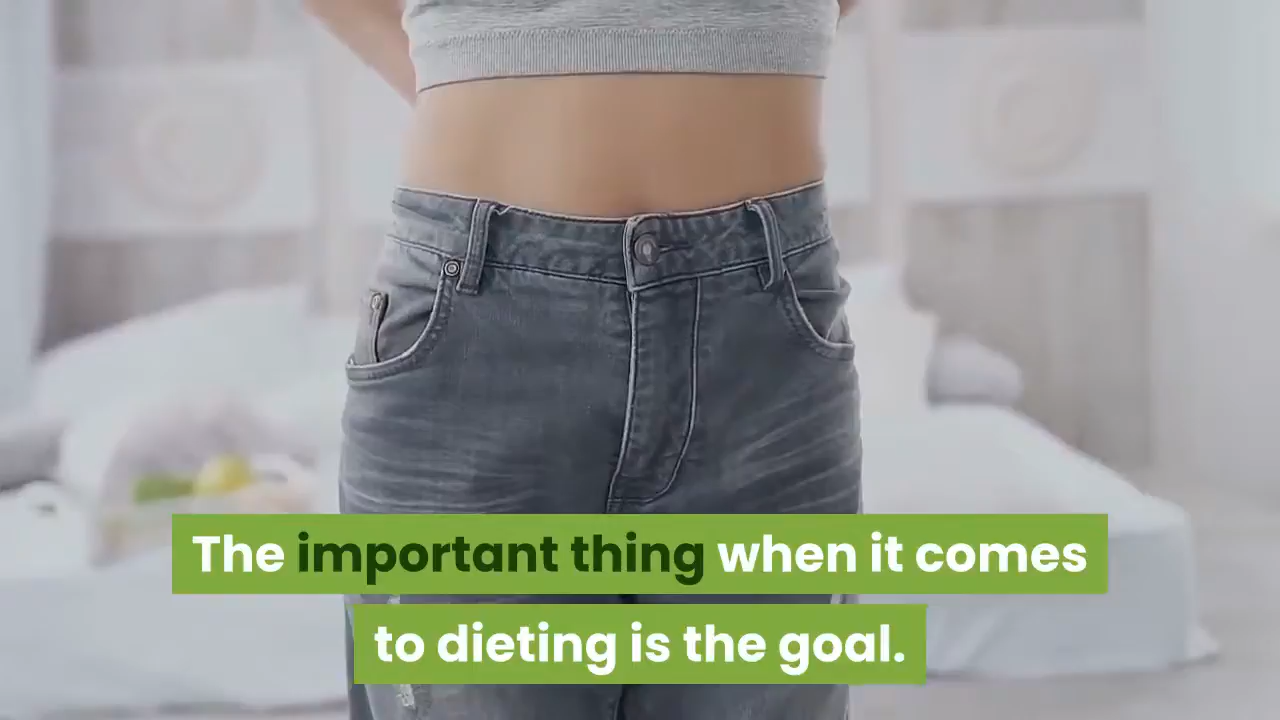 The important thing when it comes
to dieting is the goal.